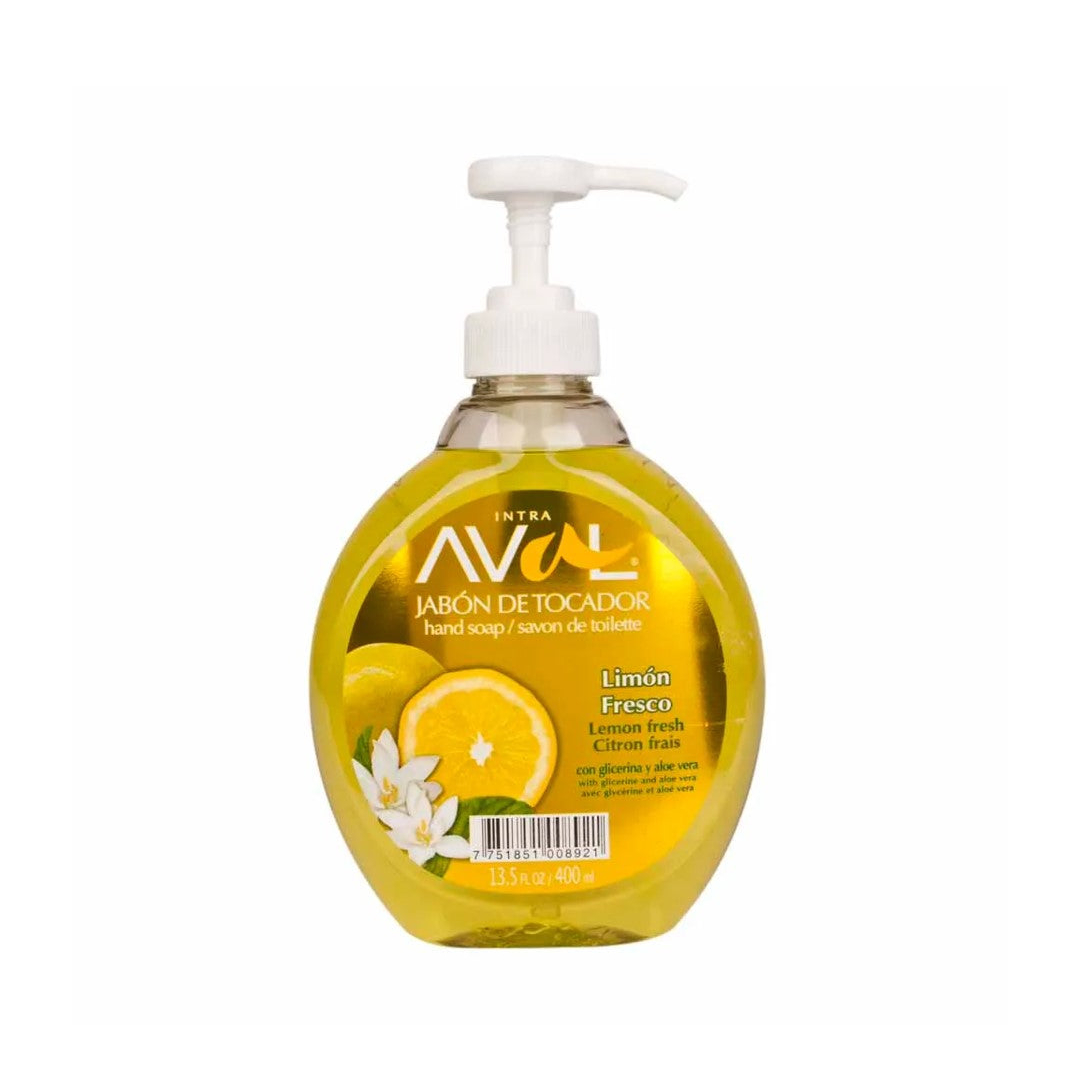 INTRA
AVAL®
JABÓN DE TOCADOR
hand soap / savon de toilette
Limón
Fresco
Lemon fresh
Citron frais
con glicerina y aloe vera
with glicerine and aloe vera
avec glycérine et aloé vera
7 751851 008921
13.5 FL OZ / 400 ml